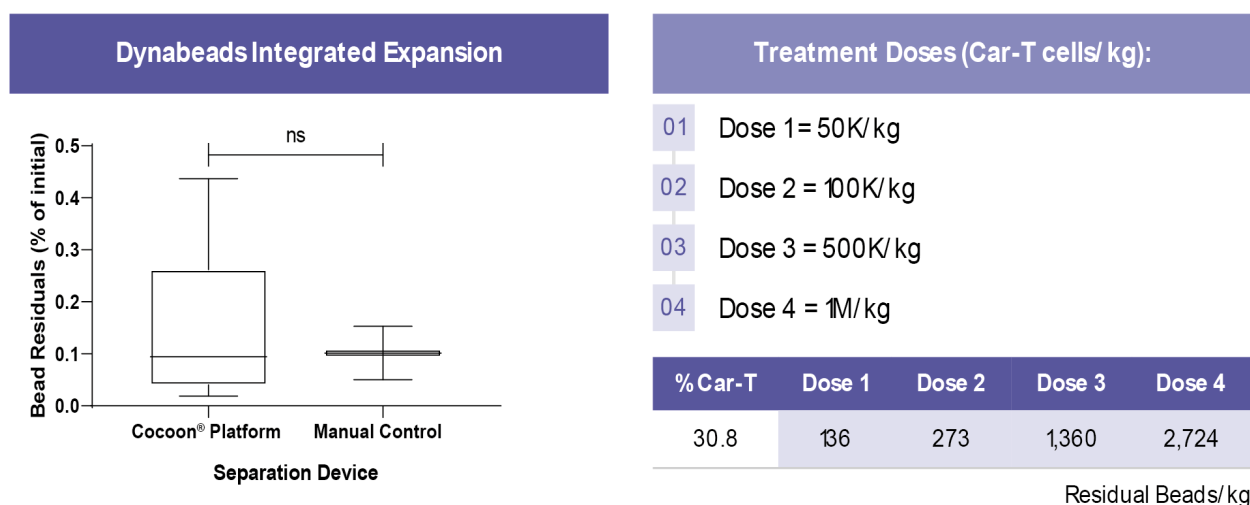 Dynabeads Integrated Expansion
Bead Residuals (% of initial)
0.5
0.4
0.3
0.2
0.1
0.0
ns
Cocoon® Platform Manual Control
Separation Device
Treatment Doses (Car-T cells/ kg):
01 Dose 1 = 50K/ kg
02 Dose 2 = 100K/ kg
03 Dose 3 = 500K/ kg
04 Dose 4 = 1M/ kg
% Car-T Dose 1 Dose 2 Dose 3 Dose 4
30.8 136 273 1,360 2,724
Residual Beads/ kg